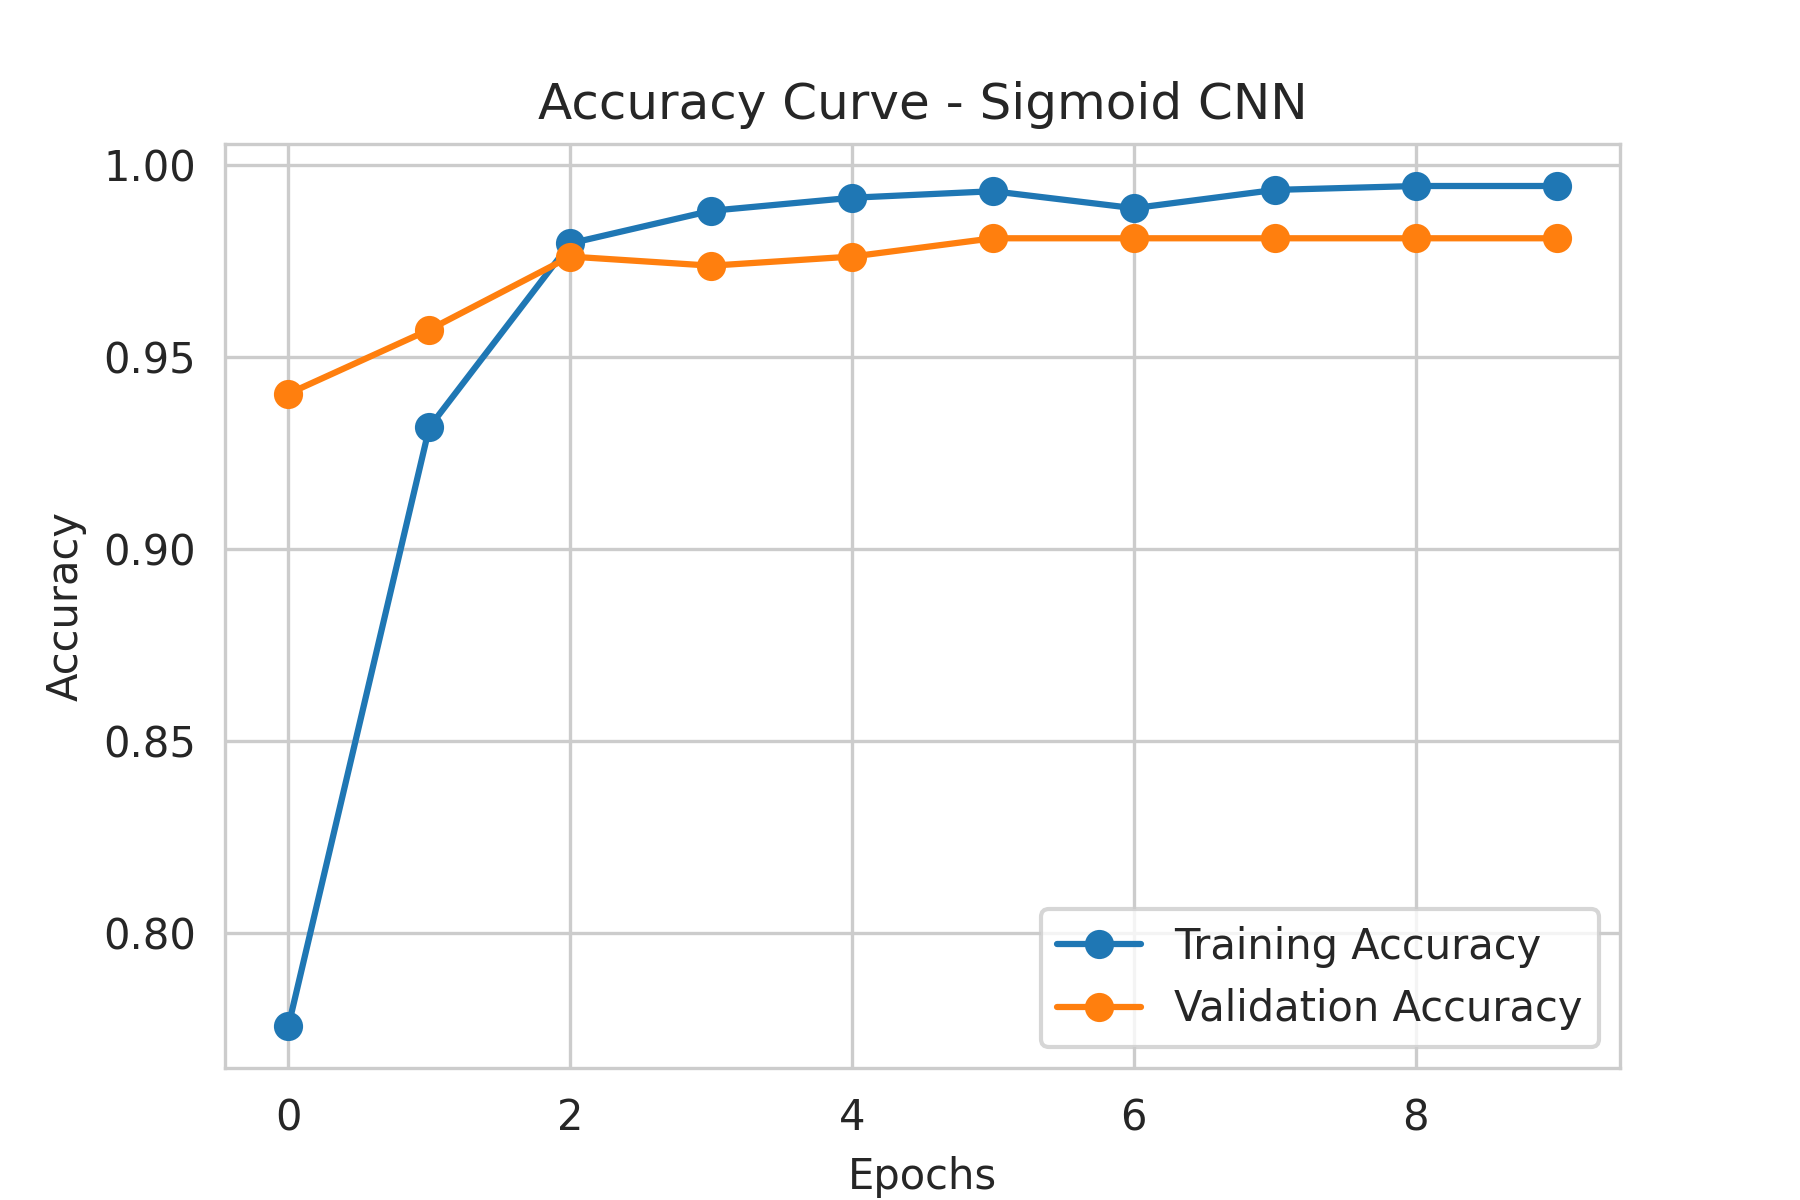 Accuracy Curve - Sigmoid CNN
1.00
0.95
0.90
0.85
0.80
Accuracy
Training Accuracy
Validation Accuracy
0 2 4 6 8
Epochs